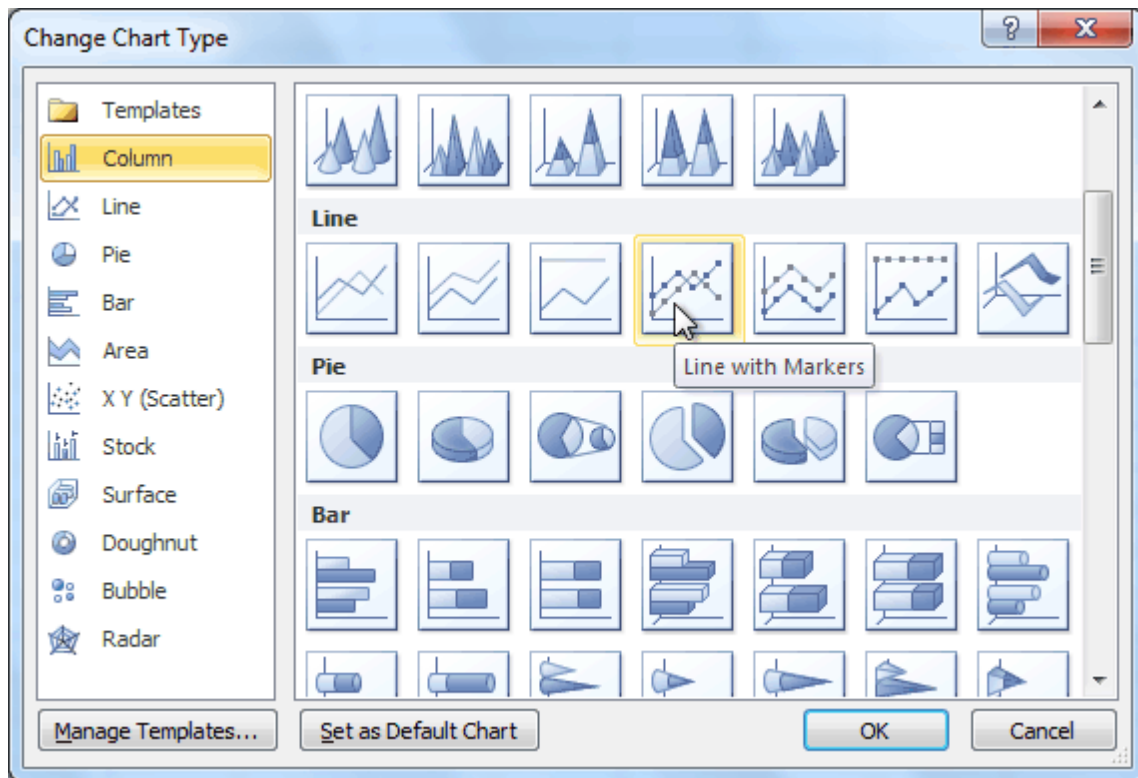 Change Chart Type
Templates
Column
Line
Pie
Bar
Area
X Y (Scatter)
Stock
Surface
Doughnut
Bubble
Radar
Line
Line with Markers
Pie
Bar
Manage Templates...
Set as Default Chart
OK
Cancel